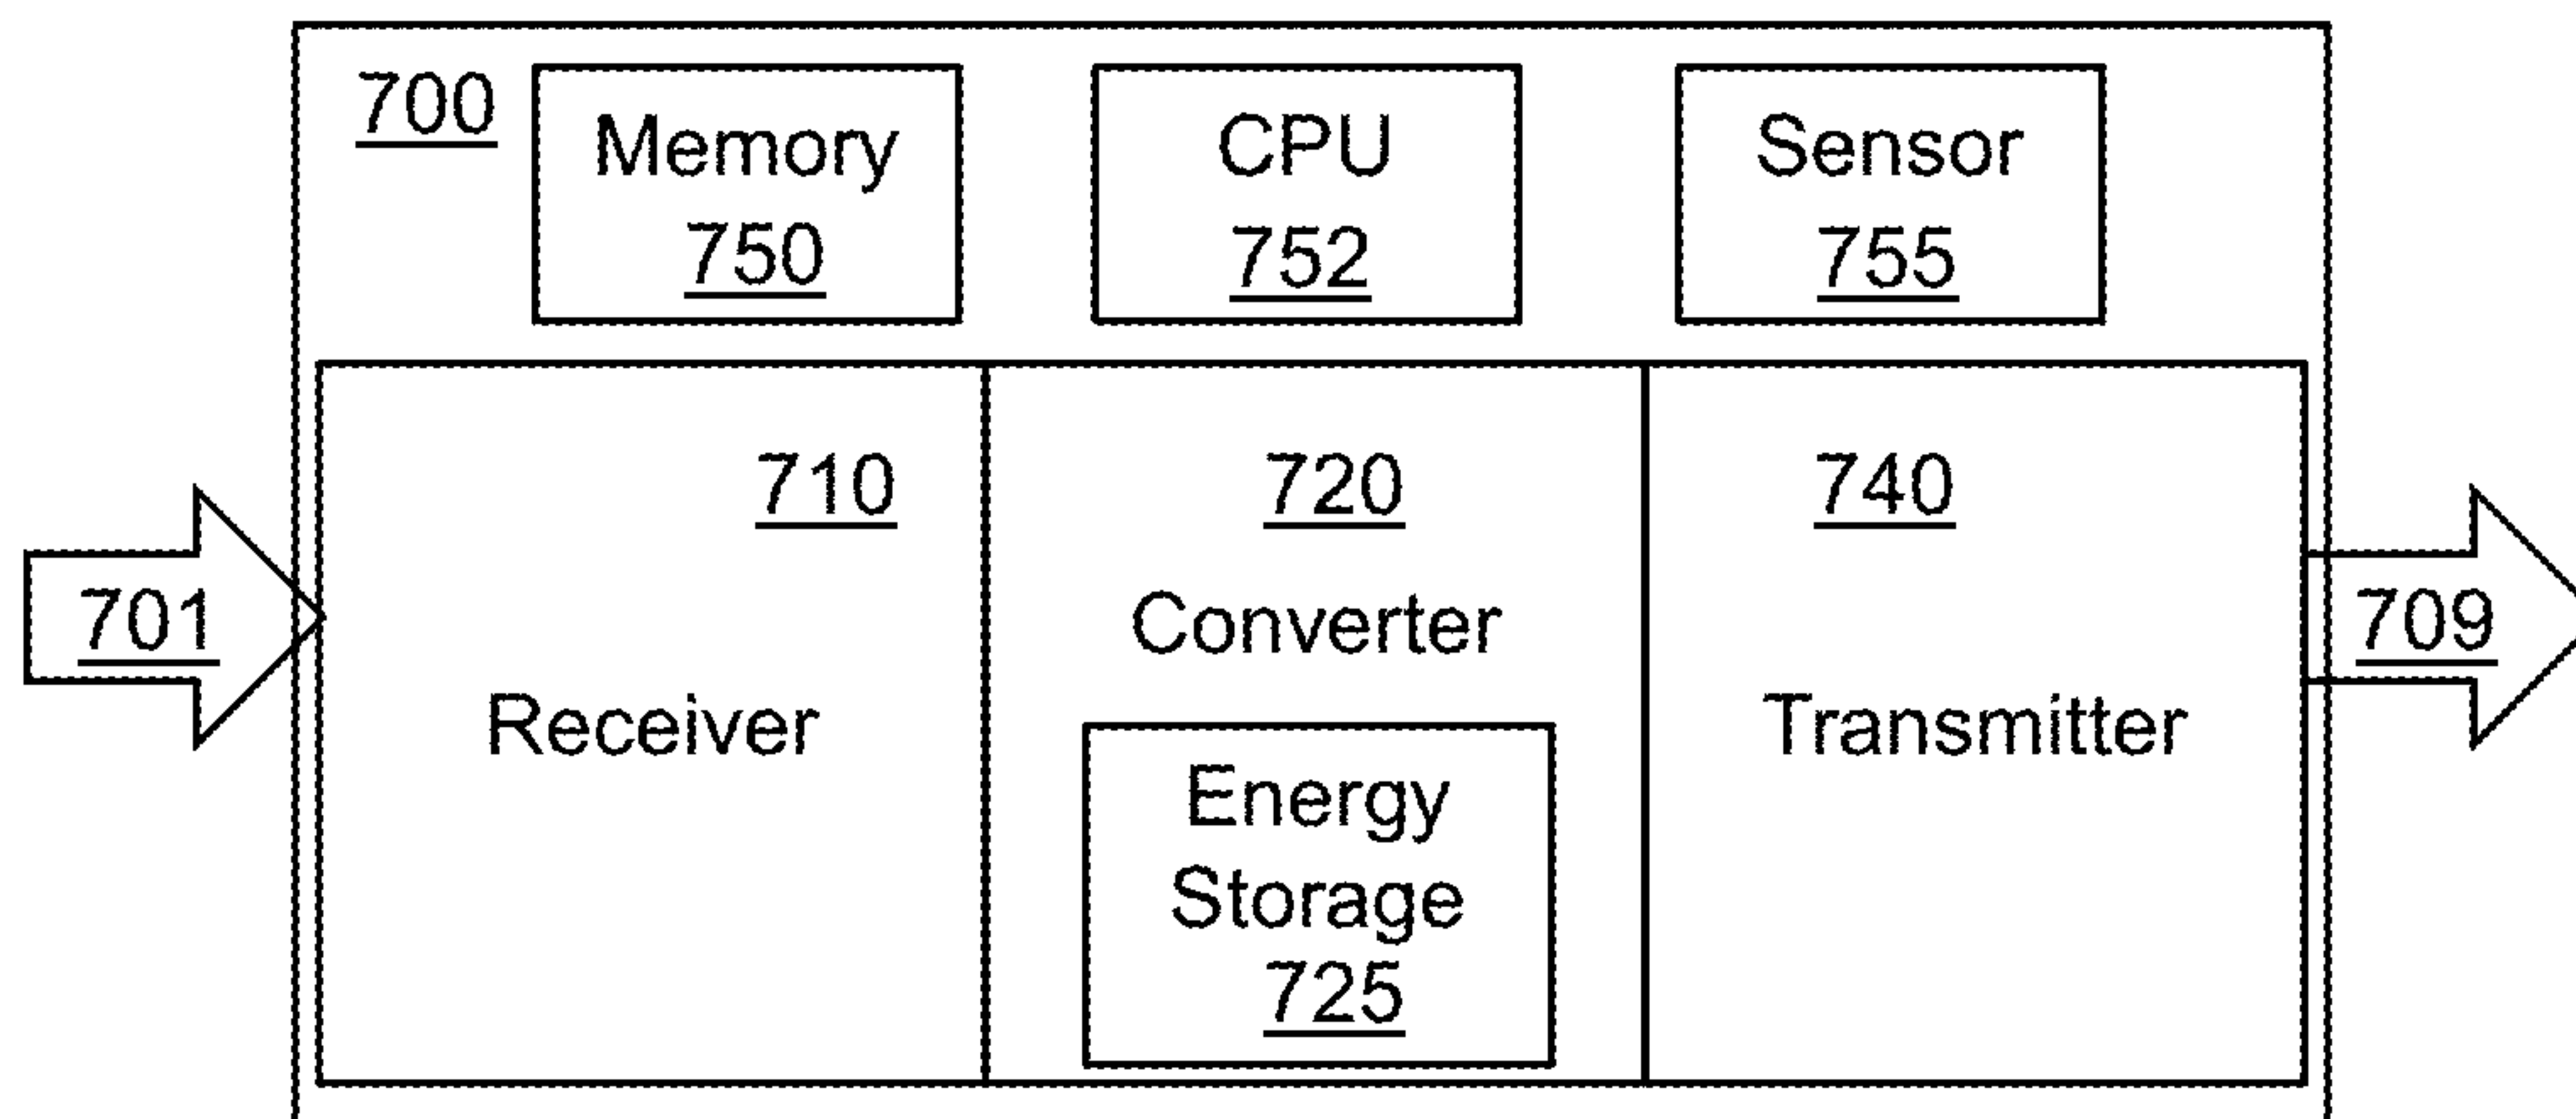 700
Memory
750
CPU
752
Sensor
755
701
710
Receiver
720
Converter
Energy
Storage
725
740
Transmitter
709